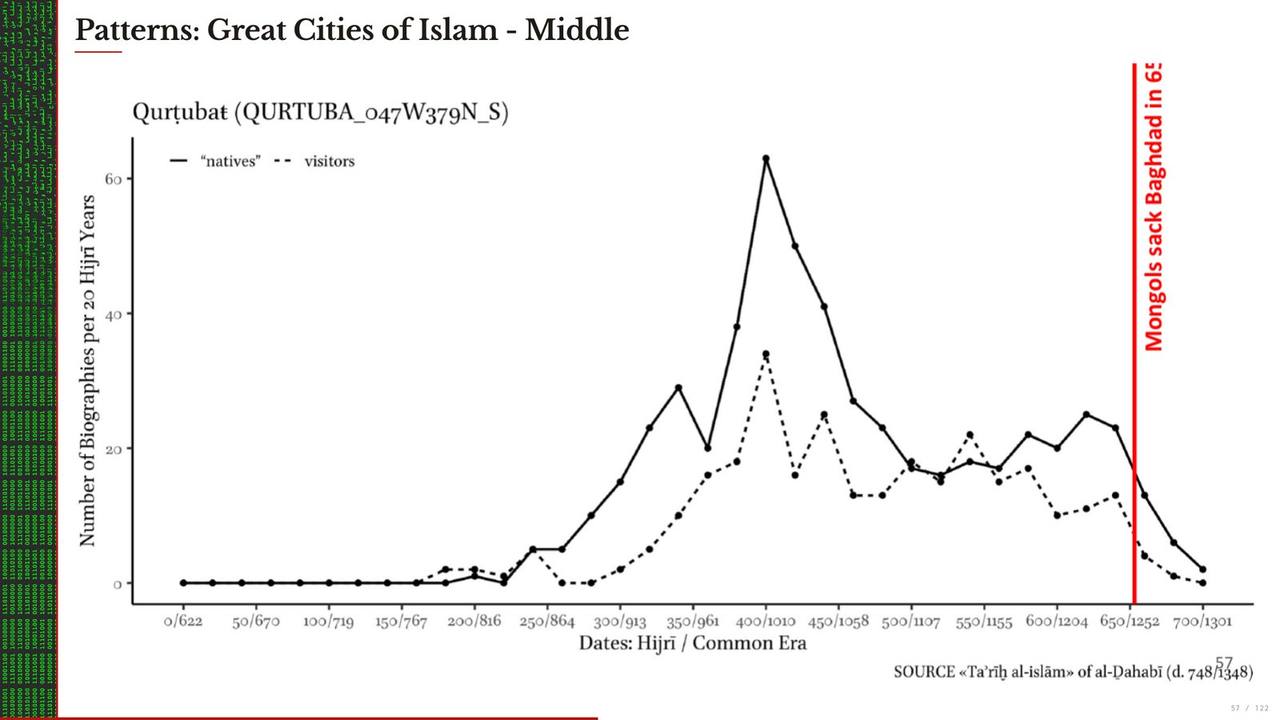 Patterns: Great Cities of Islam - Middle
Mongols sack Baghdad in 65
Qurṭubaŧ (QURTUBA_047W379N_S)
“natives” visitors
Number of Biographies per 20 Hijrī Years
60
40
20
0
0/622 50/670 100/719 150/767 200/816 250/864 300/913 350/961 400/1010 450/1058 500/1107 550/1155 600/1204 650/1252 700/1301
Dates: Hijrī / Common Era
57
SOURCE «Taʾrīḫ al-islām» of al-Ḏahabī (d. 748/1348)
57 / 122